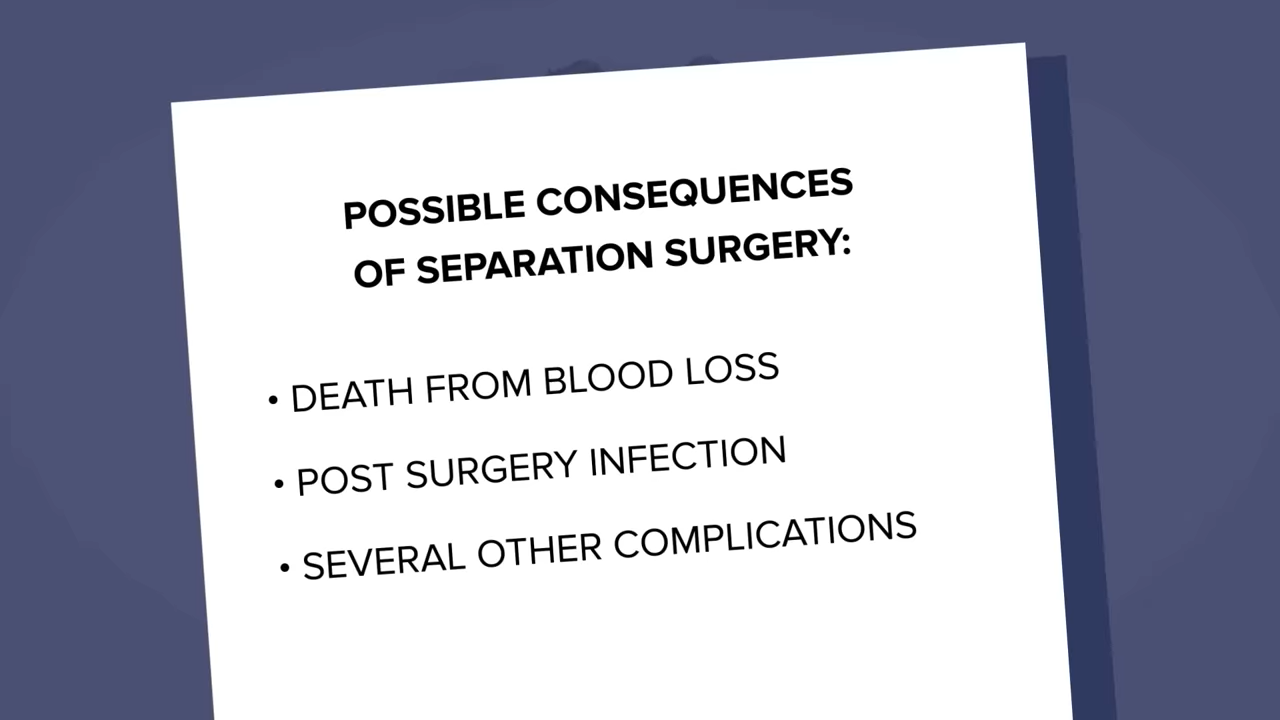 POSSIBLE CONSEQUENCES
OF SEPARATION SURGERY:
• DEATH FROM BLOOD LOSS
• POST SURGERY INFECTION
• SEVERAL OTHER COMPLICATIONS